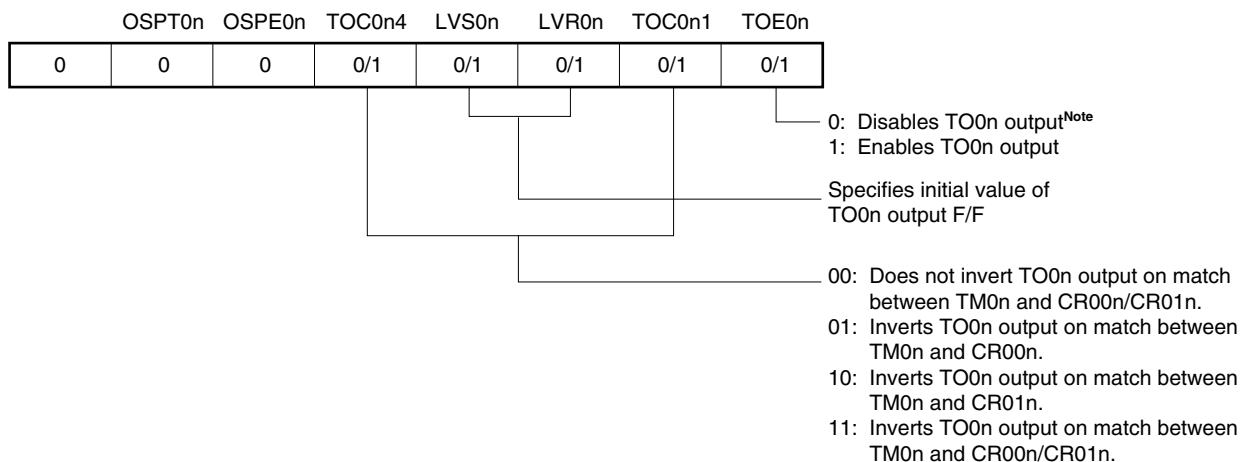 OSPT0n OSPE0n TOC0n4 LVS0n LVR0n TOC0n1 TOE0n
0 0 0 0/1 0/1 0/1 0/1 0/1
0: Disables TO0n output Note
1: Enables TO0n output
Specifies initial value of
TO0n output F/F
00: Does not invert TO0n output on match
between TM0n and CR00n/CR01n.
01: Inverts TO0n output on match between
TM0n and CR00n.
10: Inverts TO0n output on match between
TM0n and CR01n.
11: Inverts TO0n output on match between
TM0n and CR00n/CR01n.